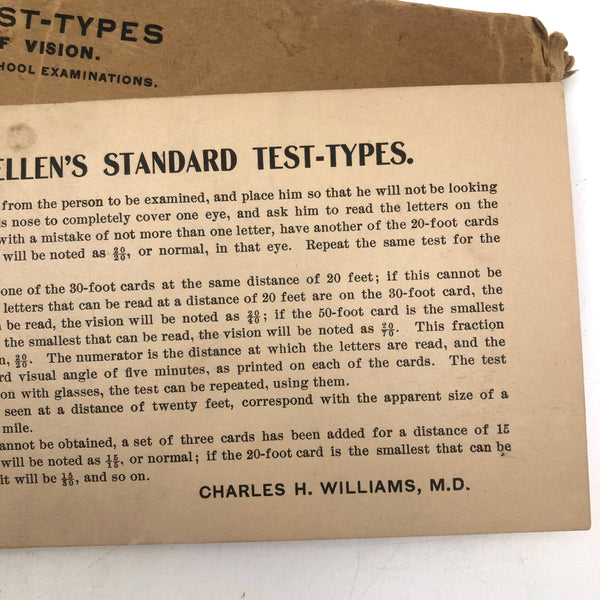 ST-TYPES
F VISION.
HOOL EXAMINATIONS.
ELLEN'S STANDARD TEST-TYPES.
from the person to be examined, and place him so that he will not be looking
s nose to completely cover one eye, and ask him to read the letters on the
with a mistake of not more than one letter, have another of the 20-foot cards
will be noted as 20/20, or normal, in that eye. Repeat the same test for the
one of the 30-foot cards at the same distance of 20 feet; if this cannot be
letters that can be read at a distance of 20 feet are on the 30-card, the
be read, the vision will be noted as 20/40; if the 50-foot card is the smallest
the smallest that can be read, the vision will be noted as 20/70. This fraction
n, 20/20. The numerator is the distance at which the letters are read, and the
rd visual angle of five minutes, as printed on each of the cards. The test
on with glasses, the test can be repeated, using them.
seen at a distance of twenty feet, correspond with the apparent size of a
mile.
annot be obtained, a set of three cards has been added for a distance of 15
will be noted as 15/15, or normal; if the 20-foot card is the smallest that can be
it will be 15/30, and so on.
CHARLES H. WILLIAMS, M.D.